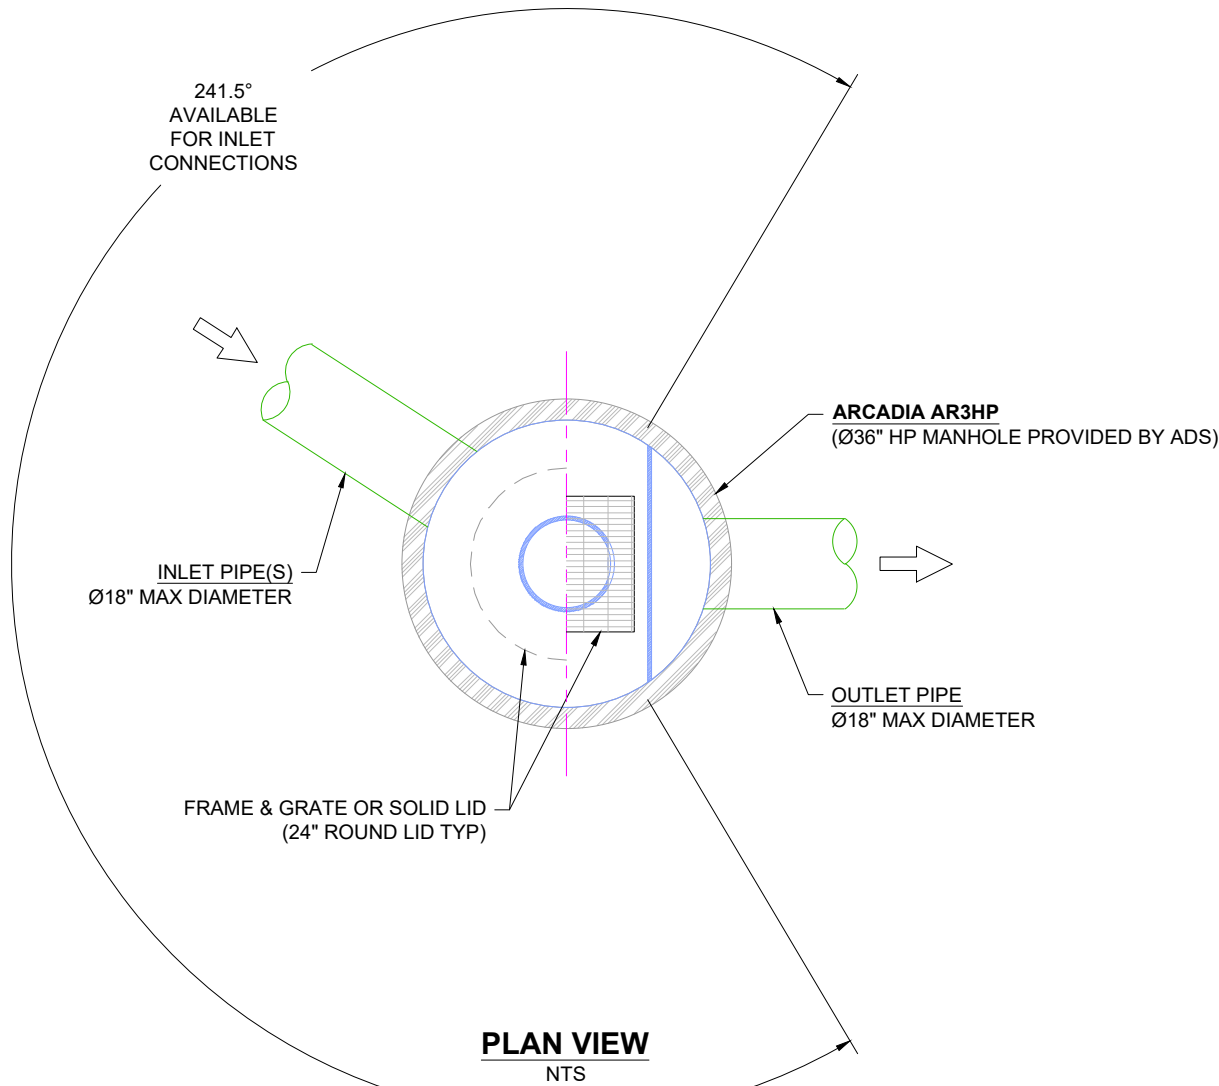 241.5°
AVAILABLE
FOR INLET
CONNECTIONS
ARCADIA AR3HP
(Ø36" HP MANHOLE PROVIDED BY ADS)
INLET PIPE(S)
Ø18" MAX DIAMETER
OUTLET PIPE
Ø18" MAX DIAMETER
FRAME & GRATE OR SOLID LID
(24" ROUND LID TYP)
PLAN VIEW
NTS